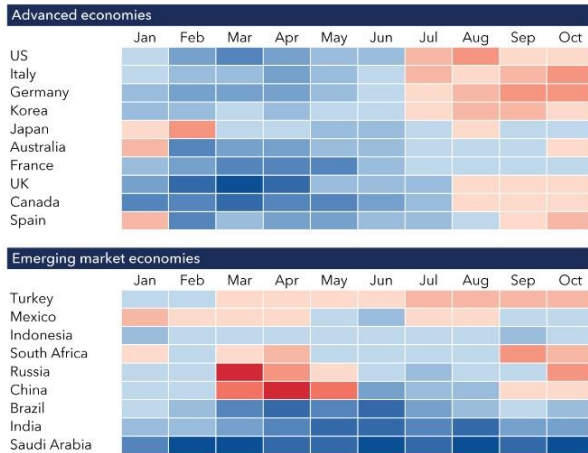 Advanced economies
Jan Feb Mar Apr May Jun Jul Aug Sep Oct
US
Italy
Germany
Korea
Japan
Australia
France
UK
Canada
Spain
Emerging market economies
Jan Feb Mar Apr May Jun Jul Aug Sep Oct
Turkey
Mexico
Indonesia
South Africa
Russia
China
Brazil
India
Saudi Arabia